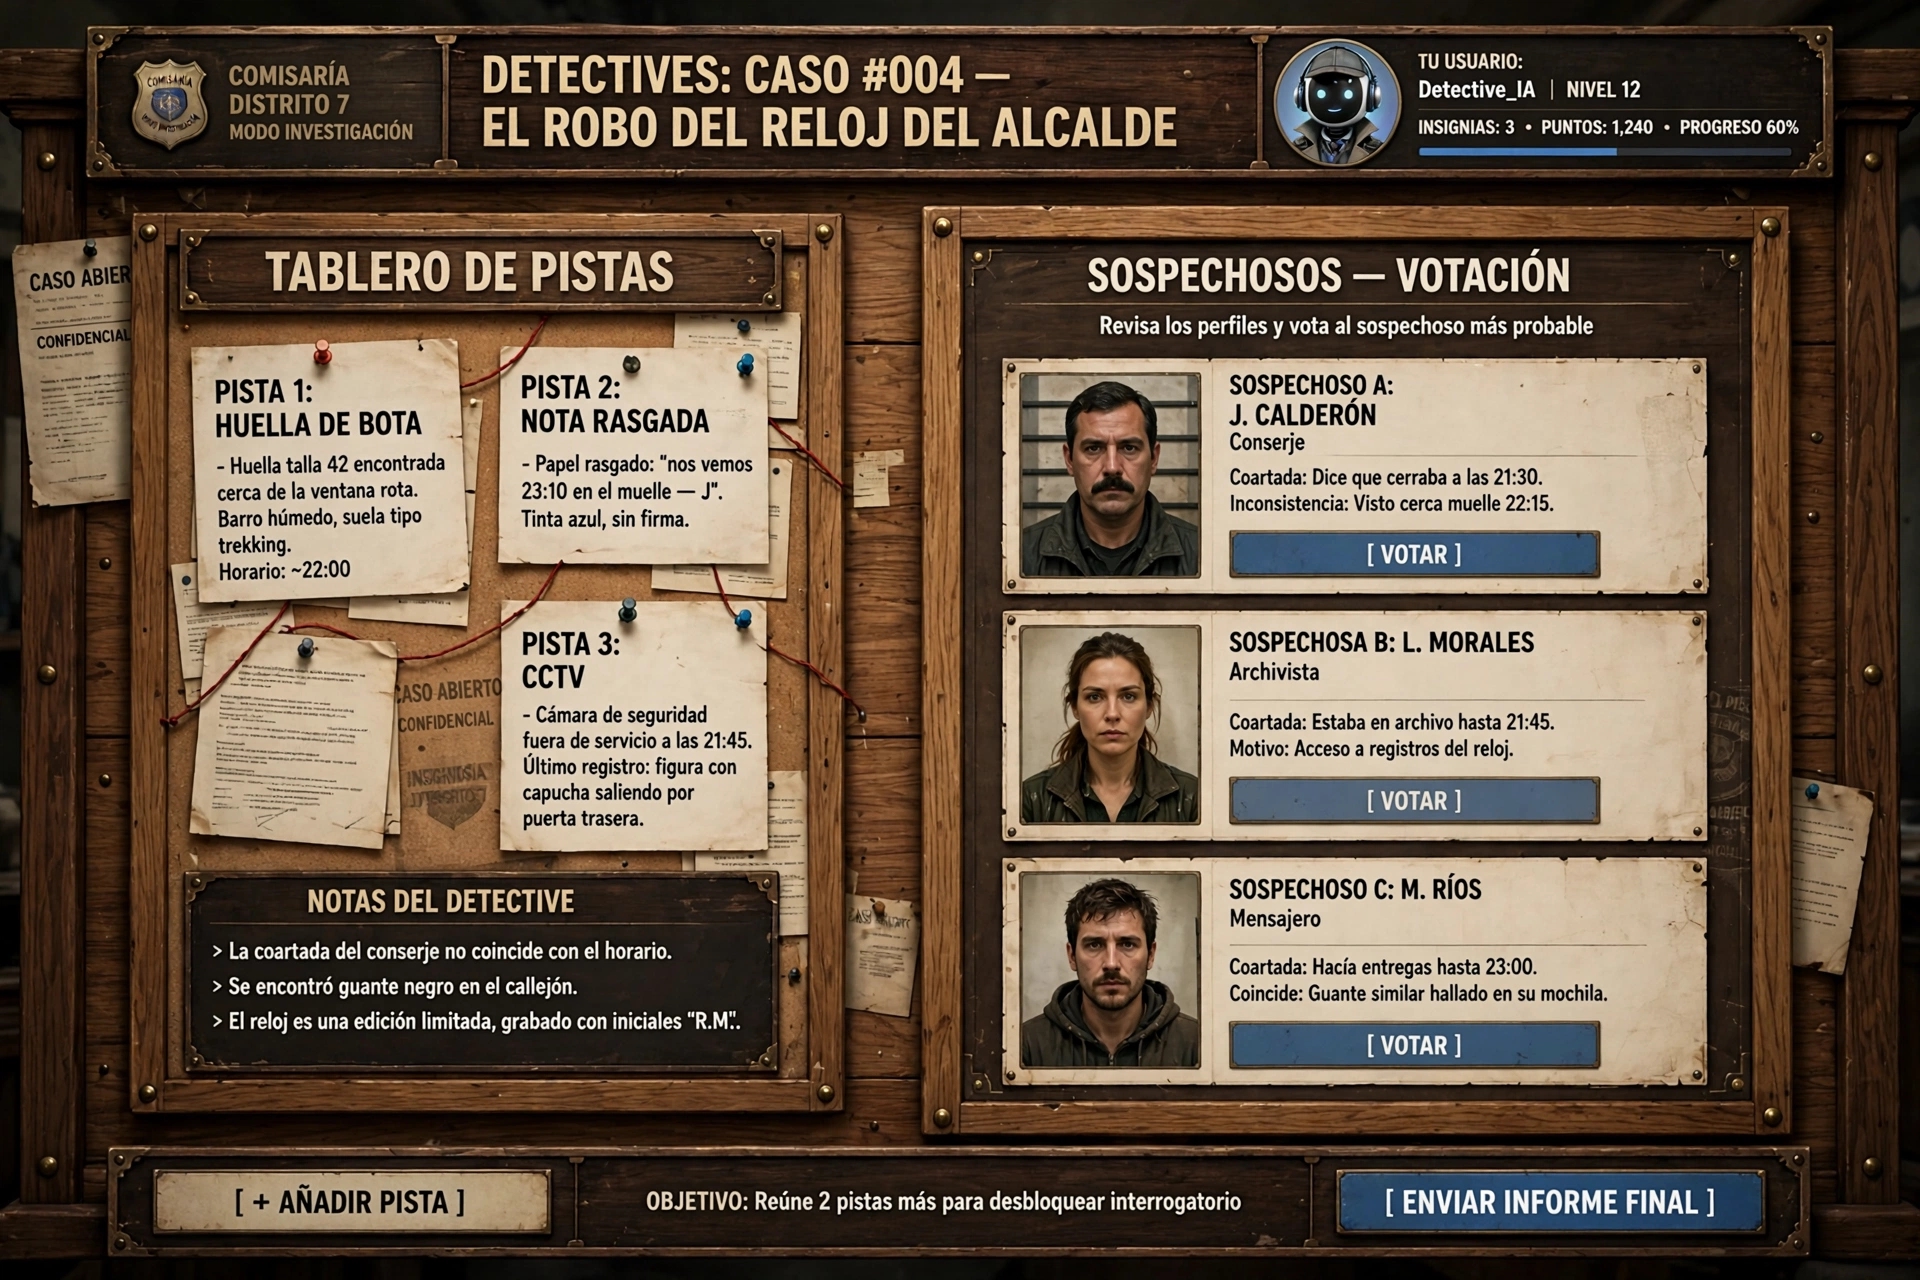 COMISARÍA
DISTRITO 7
MODO INVESTIGACIÓN
DETECTIVES: CASO #004 —
EL ROBO DEL RELOJ DEL ALCALDE
TU USUARIO:
Detective_IA | NIVEL 12
INSIGNIAS: 3 • PUNTOS: 1,240 • PROGRESO 60%
CASO ABIER
CONFIDENCIAL
TABLERO DE PISTAS
PISTA 1:
HUELLA DE BOTA
- Huella talla 42 encontrada
cerca de la ventana rota.
Barro húmedo, suela tipo
trekking.
Horario: ~22:00
PISTA 2:
NOTA RASGADA
- Papel rasgado: "nos vemos
23:10 en el muelle — J".
Tinta azul, sin firma.
CASO ABIERTO
CONFIDENCIAL
PISTA 3:
CCTV
- Cámara de seguridad
fuera de servicio a las 21:45.
Último registro: figura con
capucha saliendo por
puerta trasera.
NOTAS DEL DETECTIVE
> La coartada del conserje no coincide con el horario.
> Se encontró guante negro en el callejón.
> El reloj es una edición limitada, grabado con iniciales "R.M".
SOSPECHOSOS — VOTACIÓN
Revisa los perfiles y vota al sospechoso más probable
SOSPECHOSO A:
J. CALDERÓN
Conserje
Coartada: Dice que cerraba a las 21:30.
Inconsistencia: Visto cerca muelle 22:15.
[ VOTAR ]
SOSPECHOSA B: L. MORALES
Archivista
Coartada: Estaba en archivo hasta 21:45.
Motivo: Acceso a registros del reloj.
[ VOTAR ]
SOSPECHOSO C: M. RÍOS
Mensajero
Coartada: Hacía entregas hasta 23:00.
Coincide: Guante similar hallado en su mochila.
[ VOTAR ]
[ + AÑADIR PISTA ]
OBJETIVO: Reúne 2 pistas más para desbloquear interrogatorio
[ ENVIAR INFORME FINAL ]